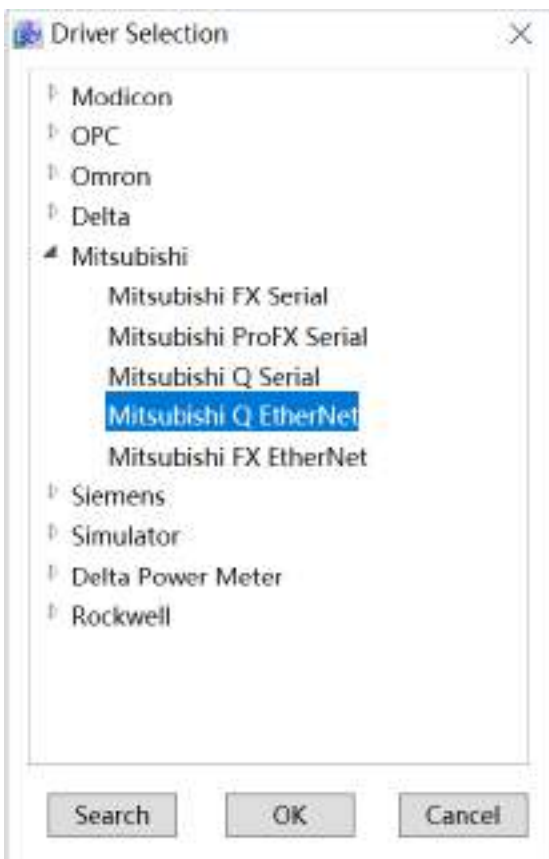 Driver Selection
Modicon
OPC
Omron
Delta
Mitsubishi
Mitsubishi FX Serial
Mitsubishi ProFX Serial
Mitsubishi Q Serial
Mitsubishi Q EtherNet
Mitsubishi FX EtherNet
Siemens
Simulator
Delta Power Meter
Rockwell
Search OK Cancel